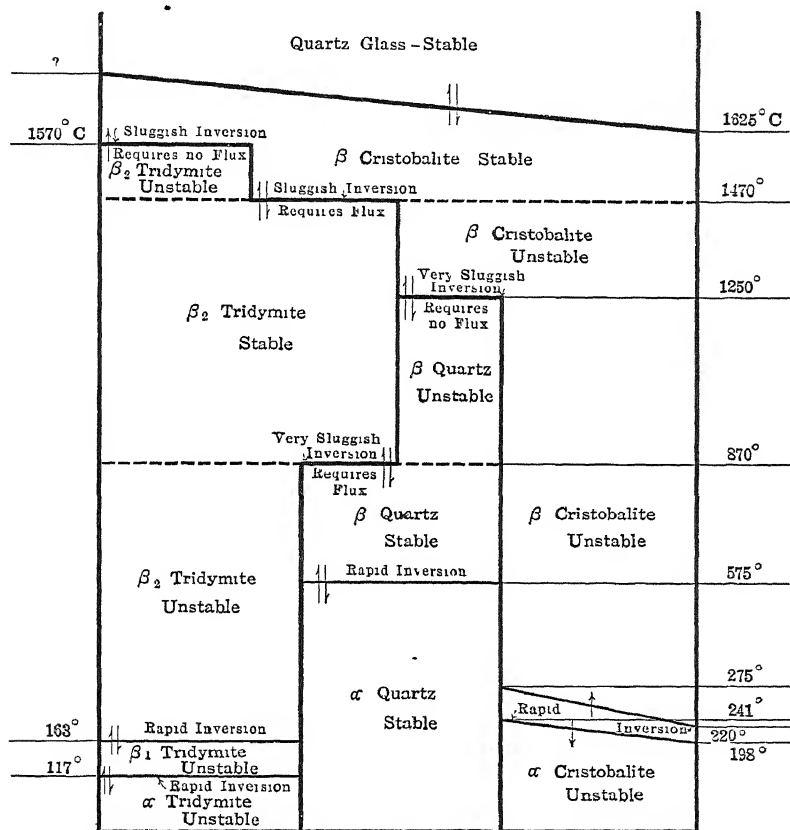 Quartz Glass - Stable
?
1625° C
1570° C
Sluggish Inversion
Requires no Flux
β Cristobalite Stable
β₂ Tridymite
Unstable
Sluggish Inversion
Requires Flux
1470°
β Cristobalite
Unstable
Very Sluggish
Inversion
1250°
Requires
no Flux
β₂ Tridymite
Stable
β Quartz
Unstable
Very Sluggish
Inversion
870°
Requires
Flux
β Quartz
Stable
β Cristobalite
Unstable
Rapid Inversion
575°
β₂ Tridymite
Unstable
275°
α Quartz
Stable
Rapid
241°
Inversion
220°
163°
Rapid Inversion
198°
β₁ Tridymite
Unstable
117°
Rapid Inversion
α Tridymite
Unstable
α Cristobalite
Unstable